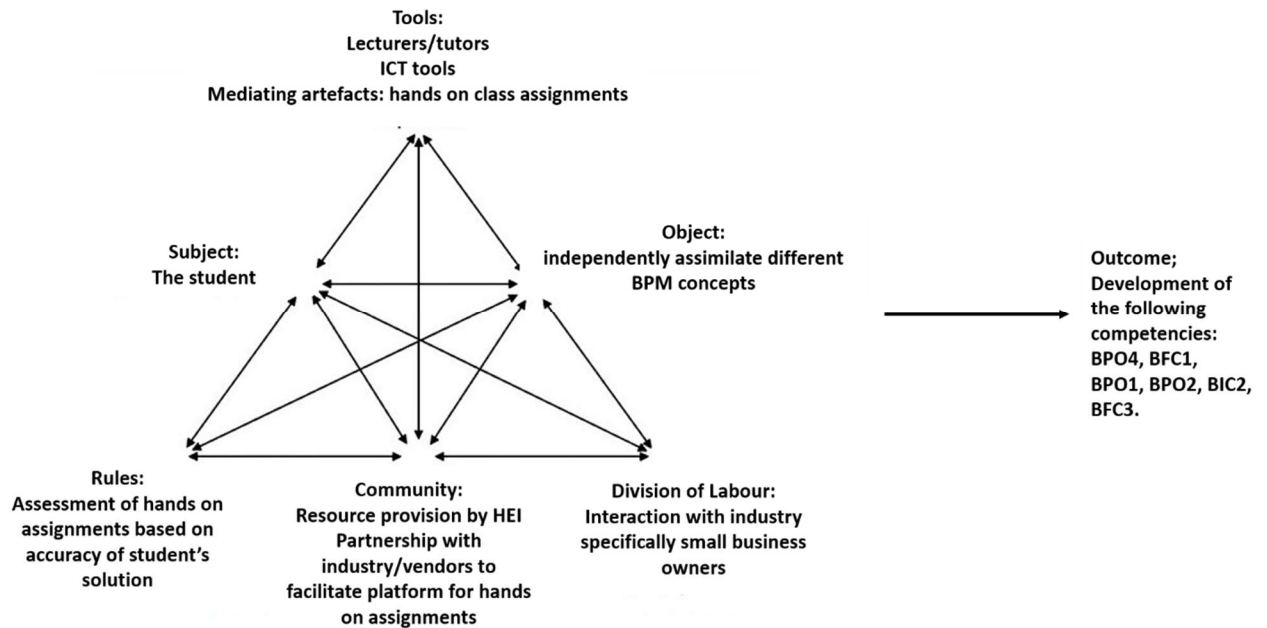 Tools:
Lecturers/tutors
ICT tools
Mediating artefacts: hands on class assignments
Subject:
The student
Object:
independently assimilate different
BPM concepts
Outcome;
Development of
the following
competencies:
BPO4, BFC1,
BPO1, BPO2, BIC2,
BFC3.
Rules:
Assessment of hands on
assignments based on
accuracy of student’s
solution
Community:
Resource provision by HEI
Partnership with
industry/vendors to
facilitate platform for hands
on assignments
Division of Labour:
Interaction with industry
specifically small business
owners